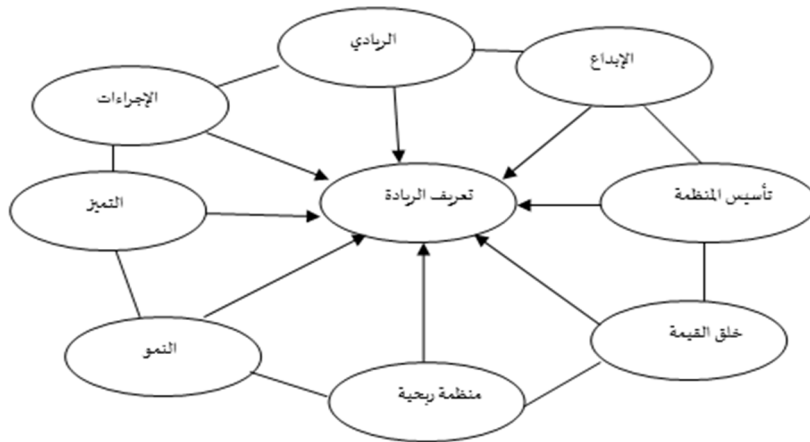 الريادي
الإبداع
الإجراءات
تعريف الريادة
تأسيس المنظمة
التميز
خلق القيمة
النمو
منظمة ربحية